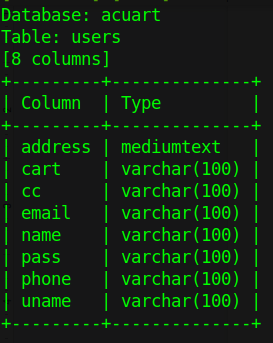 Database: acuart
Table: users
[8 columns]
+---------+--------------+
| Column  | Type         |
+---------+--------------+
| address | mediumtext   |
| cart    | varchar(100) |
| cc      | varchar(100) |
| email   | varchar(100) |
| name    | varchar(100) |
| pass    | varchar(100) |
| phone   | varchar(100) |
| uname   | varchar(100) |
+---------+--------------+